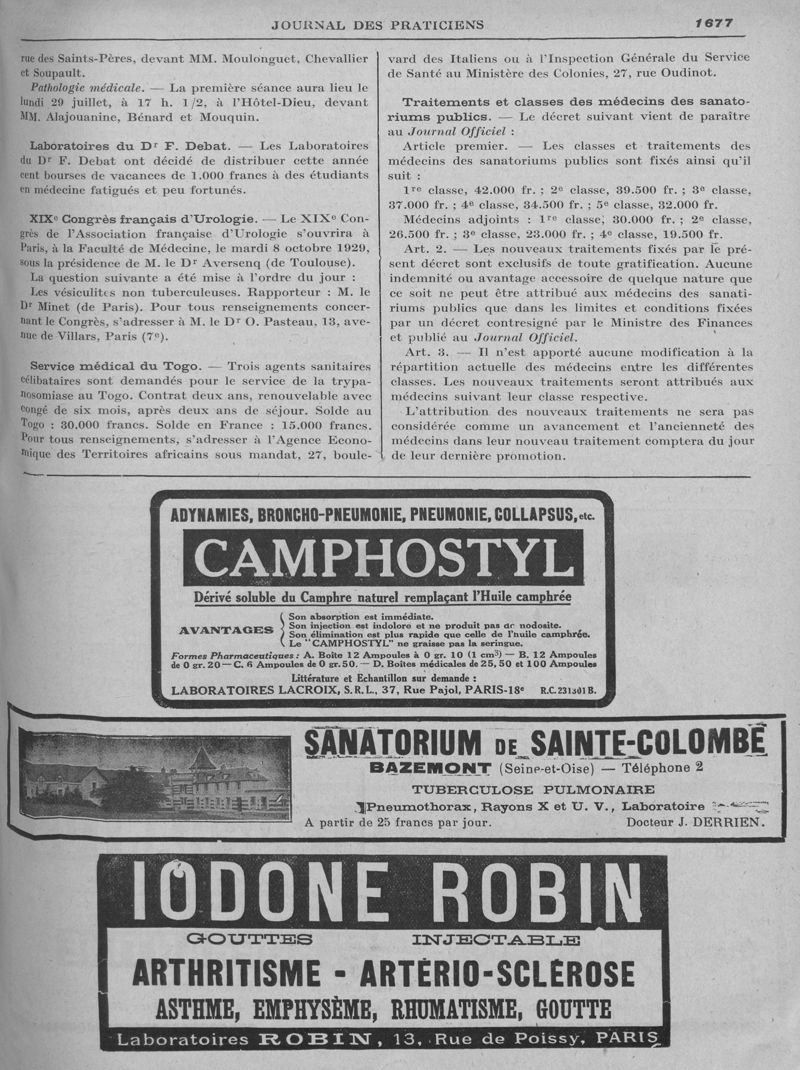 JOURNAL DES PRATICIENS
1677
rue des Saints-Pères, devant MM. Moulonguet, Chevallier
et Soupault.
Pathologie médicale. — La première séance aura lieu le
lundi 29 juillet, à 17 h. 1/2, à l'Hôtel-Dieu, devant
MM. Alajouanine, Bénard et Mouquin.
Laboratoires du Dr F. Debat. — Les Laboratoires
du Dr F. Debat ont décidé de distribuer cette année
cent bourses de vacances de 1.000 francs à des étudiants
en médecine fatigués et peu fortunés.
XIXe Congrès français d'Urologie. — Le XIXe Con-
grès de l'Association française d'Urologie s'ouvrira à
Paris, à la Faculté de Médecine, le mardi 8 octobre 1929,
sous la présidence de M. le Dr Aversenq (de Toulouse).
La question suivante a été mise à l'ordre du jour :
Les vésiculites non tuberculeuses. Rapporteur : M. le
Dr Minet (de Paris). Pour tous renseignements concer-
nant le Congrès, s'adresser à M. le Dr O. Pasteau, 13, ave-
nue de Villars, Paris (7e).
Service médical du Togo. — Trois agents sanitaires
célibataires sont demandés pour le service de la trypa-
nosomiase au Togo. Contrat deux ans, renouvelable avec
congé de six mois, après deux ans de séjour. Solde au
Togo : 30.000 francs. Solde en France : 15.000 francs.
Pour tous renseignements, s'adresser à l'Agence Econo-
mique des Territoires africains sous mandat, 27, boule-
vard des Italiens ou à l'Inspection Générale du Service
de Santé au Ministère des Colonies, 27, rue Oudinot.
Traitements et classes des médecins des sanato-
riums publics. — Le décret suivant vient de paraître
au Journal Officiel :
Article premier. — Les classes et traitements des
médecins des sanatoriums publics sont fixés ainsi qu'il
suit :
1re classe, 42.000 fr. ; 2e classe, 39.500 fr. ; 3e classe,
37.000 fr. ; 4e classe, 34.500 fr. ; 5e classe, 32.000 fr.
Médecins adjoints : 1re classe, 30.000 fr. ; 2e classe,
26.500 fr. ; 3e classe, 23.000 fr. ; 4e classe, 19.500 fr.
Art. 2. — Les nouveaux traitements fixés par le pré-
sent décret sont exclusifs de toute gratification. Aucune
indemnité ou avantage accessoire de quelque nature que
ce soit ne peut être attribué aux médecins des sanati-
riums publics que dans les limites et conditions fixées
par un décret contresigné par le Ministre des Finances
et publié au Journal Officiel.
Art. 3. — Il n'est apporté aucune modification à la
répartition actuelle des médecins entre les différentes
classes. Les nouveaux traitements seront attribués aux
médecins suivant leur classe respective.
L'attribution des nouveaux traitements ne sera pas
considérée comme un avancement et l'ancienneté des
médecins dans leur nouveau traitement comptera du jour
de leur dernière promotion.
ADYNAMIES, BRONCHO-PNEUMONIE, PNEUMONIE, COLLAPSUS, etc.
CAMPHOSTYL
Dérivé soluble du Camphre naturel remplaçant l'Huile camphrée
AVANTAGES
Son absorption est immédiate.
Son injection est indolore et ne produit pas de nodosite.
Son élimination est plus rapide que celle de l'huile camphrée.
Le "CAMPHOSTYL" ne graisse pas la seringue.
Formes Pharmaceutiques : A. Boîte 12 Ampoules à 0 gr. 10 (1 cm3) — B. 12 Ampoules
de 0 gr. 20 — C. 6 Ampoules de 0 gr. 50. — D. Boîtes médicales de 25, 50 et 100 Ampoules
Littérature et Echantillon sur demande :
LABORATOIRES LACROIX, S.R.L., 37, Rue Pajol, PARIS-18e R.C. 231.301 B.
SANATORIUM DE SAINTE-COLOMBE
BAZEMONT (Seine-et-Oise) — Téléphone 2
TUBERCULOSE PULMONAIRE
Pneumothorax, Rayons X et U. V., Laboratoire
A partir de 25 francs par jour. Docteur J. DERRIEN.
IODONE ROBIN
GOUTTES INJECTABLE
ARTHRITISME - ARTÉRIO-SCLÉROSE
ASTHME, EMPHYSÈME, RHUMATISME, GOUTTE
Laboratoires ROBIN, 13, Rue de Poissy, PARIS